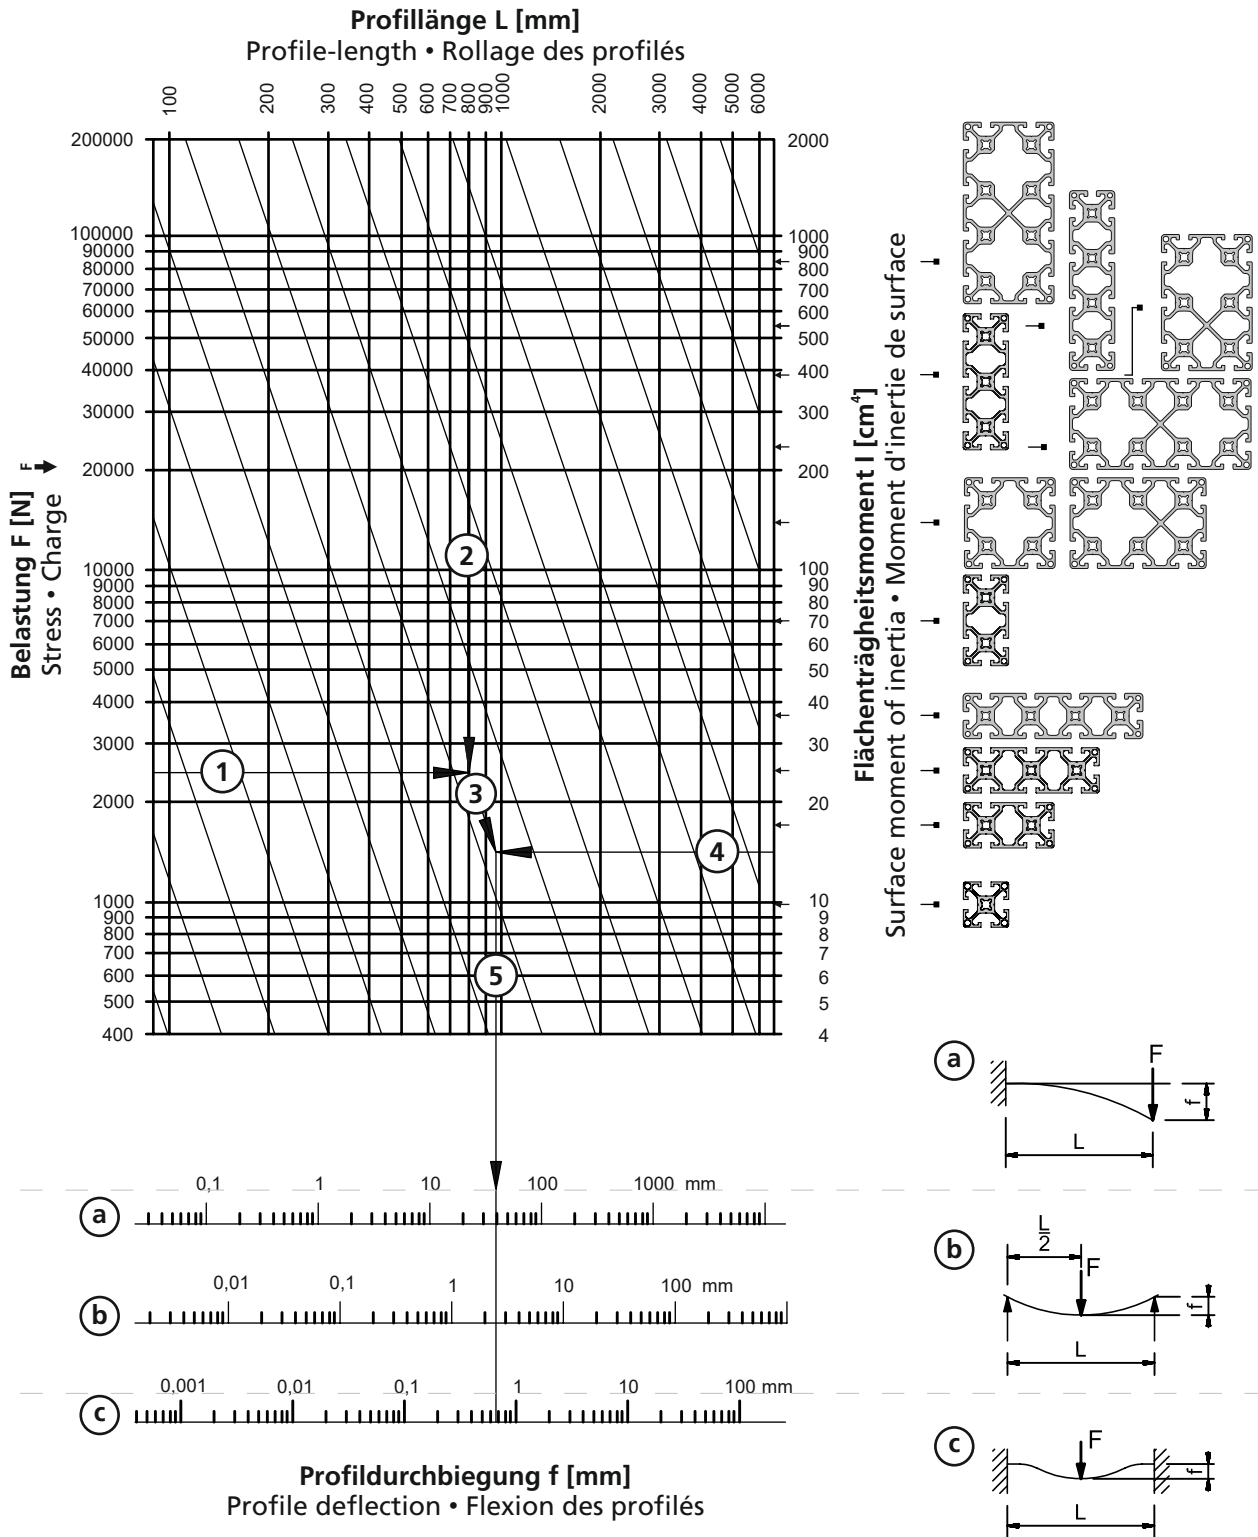 Profillänge L [mm]
Profile-length • Rollage des profilés
100 200 300 400 500 600 700 800 900 1000 2000 3000 4000 5000 6000
200000 2000
100000 1000
90000 900
80000 800
70000 700
60000 600
50000 500
40000 400
30000 300
20000 200
10000 100
9000 90
8000 80
7000 70
6000 60
5000 50
4000 40
3000 30
2000 20
1000 10
900 9
800 8
700 7
600 6
500 5
400 4
Belastung F [N]
Stress • Charge
F
Flächenträgheitsmoment I [cm⁴]
Surface moment of inertia • Moment d'inertie de surface
1
2
3
4
5
a
F
f
L
0,1 1 10 100 1000 mm
a
b
L
2
F
f
L
0,01 0,1 1 10 100 mm
b
0,001 0,01 0,1 1 10 100 mm
c
c
F
f
L
Profildurchbiegung f [mm]
Profile deflection • Flexion des profilés